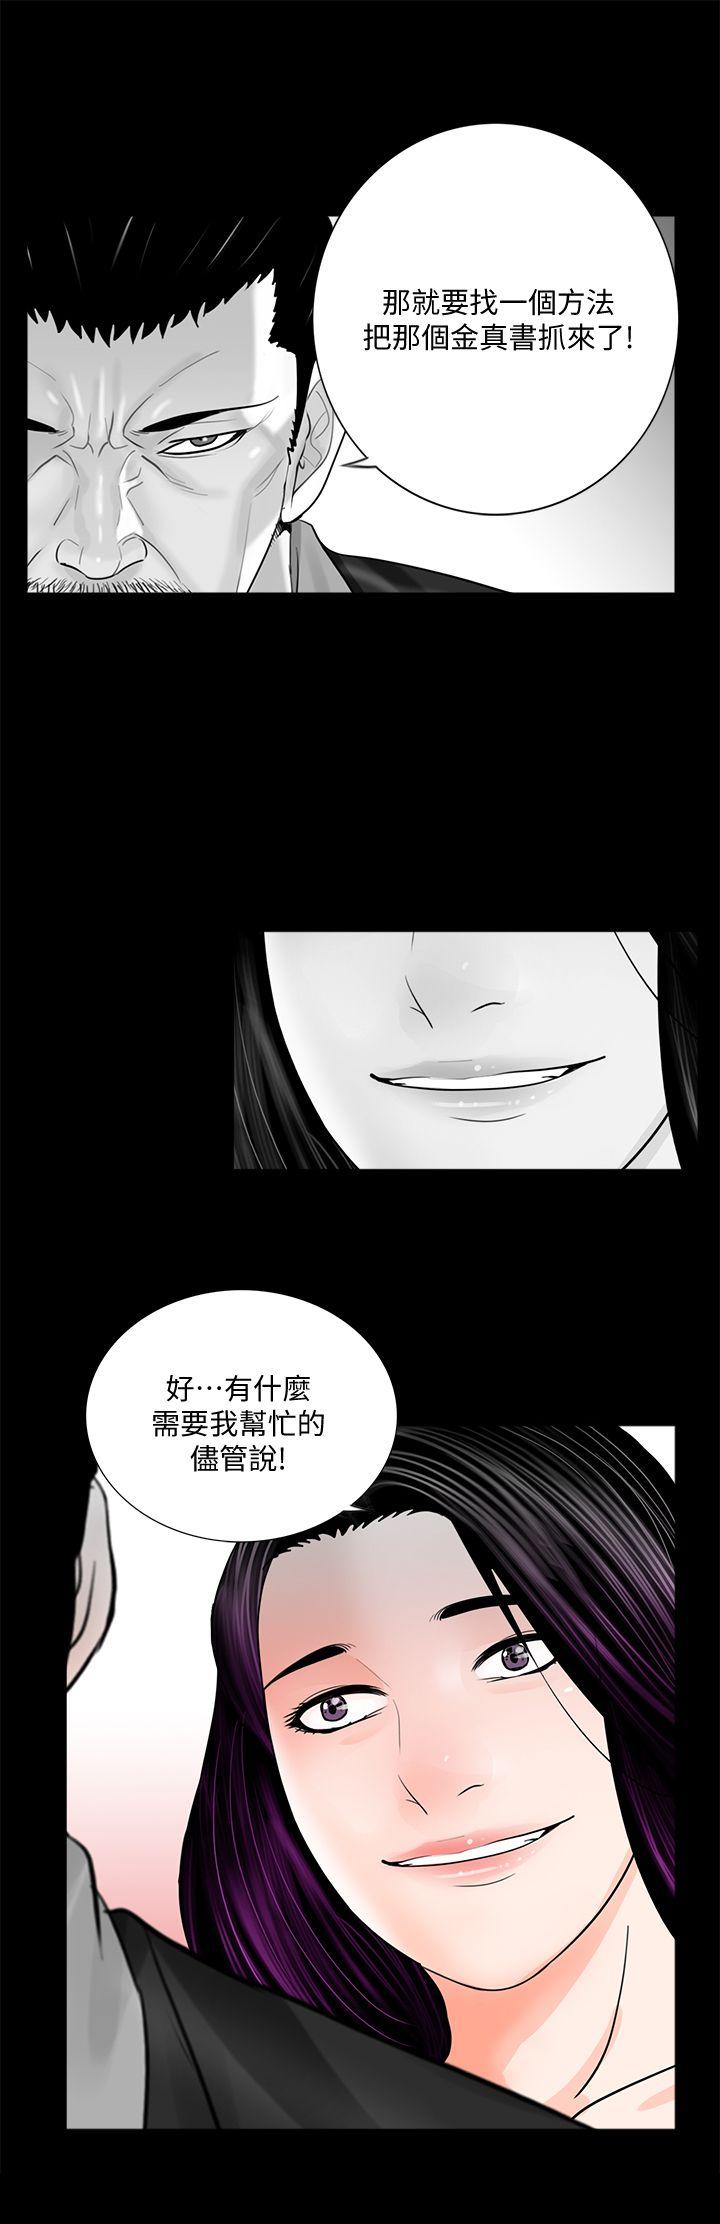 那就要找一個方法
把那個金真書抓來了!
好⋯有什麼
需要我幫忙的
儘管說!